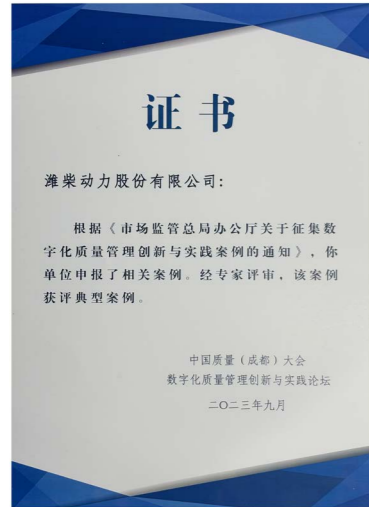 证书
潍柴动力股份有限公司：
根据《市场监管总局办公厅关于征集数
字化质量管理创新与实践案例的通知》，你
单位申报了相关案例。经专家评审，该案例
获评典型案例。
中国质量（成都）大会
数字化质量管理创新与实践论坛
二〇二三年九月